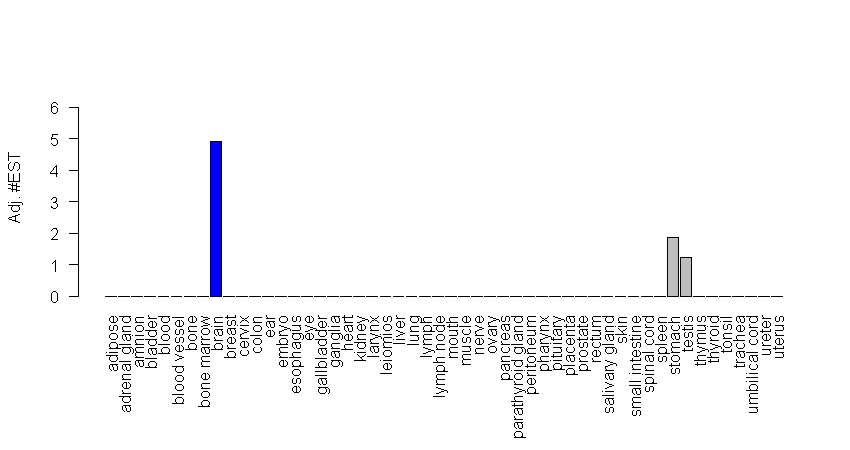 6
5
4
3
2
1
0
Adj. #EST
adipose
adrenal gland
amnion
bladder
blood
blood vessel
bone
bone marrow
brain
breast
cervix
colon
ear
embryo
esophagus
eye
gallbladder
ganglia
heart
kidney
larynx
leiomios
liver
lung
lymph
lymph node
mouth
muscle
nerve
ovary
pancreas
parathyroid gland
peritoneum
pharynx
pituitary
placenta
prostate
rectum
salivary gland
skin
small intestine
spinal cord
spleen
stomach
testis
thymus
thyroid
tonsil
trachea
umbilical cord
ureter
uterus